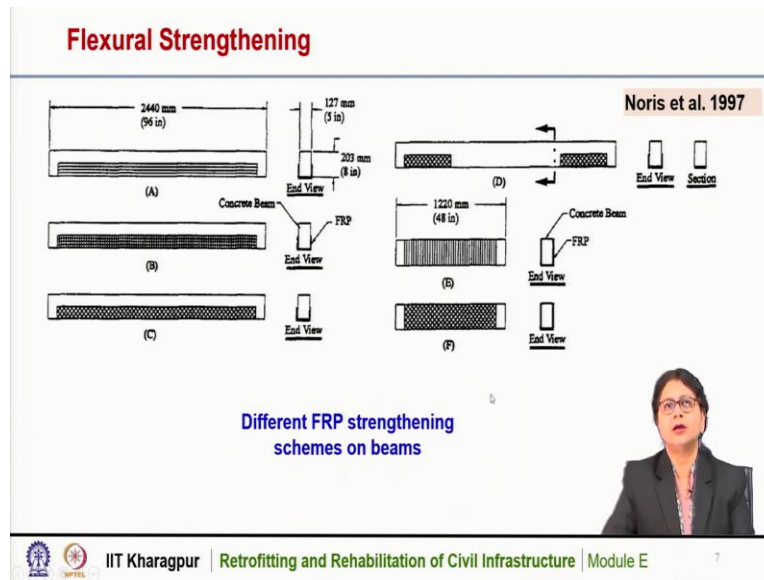 Flexural Strengthening
Noris et al. 1997
2440 mm
(96 in)
127 mm
(5 in)
203 mm
(8 in)
End View
(A)
Concrete Beam
FRP
End View
(B)
End View
(C)
(D)
End View
Section
1220 mm
(48 in)
Concrete Beam
FRP
End View
(E)
End View
(F)
Different FRP strengthening
schemes on beams
NPTEL
IIT Kharagpur | Retrofitting and Rehabilitation of Civil Infrastructure | Module E
7